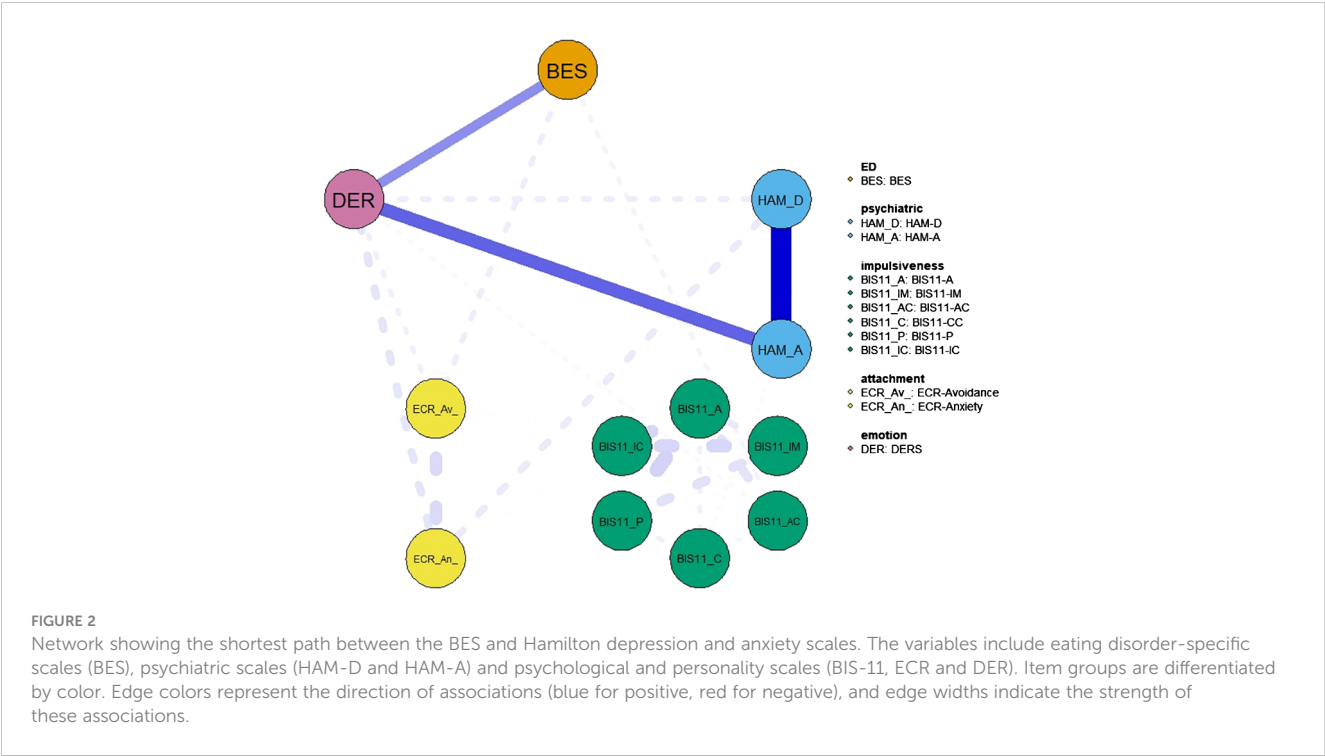 BES
DER
HAM_D
HAM_A
ECR_Av_
BIS11_A
BIS11_IC
BIS11_IM
BIS11_P
BIS11_AC
ECR_An_
BIS11_C
ED
BES: BES
psychiatric
HAM_D: HAM-D
HAM_A: HAM-A
impulsiveness
BIS11_A: BIS11-A
BIS11_IM: BIS11-IM
BIS11_AC: BIS11-AC
BIS11_C: BIS11-CC
BIS11_P: BIS11-P
BIS11_IC: BIS11-IC
attachment
ECR_Av_: ECR-Avoidance
ECR_An_: ECR-Anxiety
emotion
DER: DERS
FIGURE 2
Network showing the shortest path between the BES and Hamilton depression and anxiety scales. The variables include eating disorder-specific
scales (BES), psychiatric scales (HAM-D and HAM-A) and psychological and personality scales (BIS-11, ECR and DER). Item groups are differentiated
by color. Edge colors represent the direction of associations (blue for positive, red for negative), and edge widths indicate the strength of
these associations.